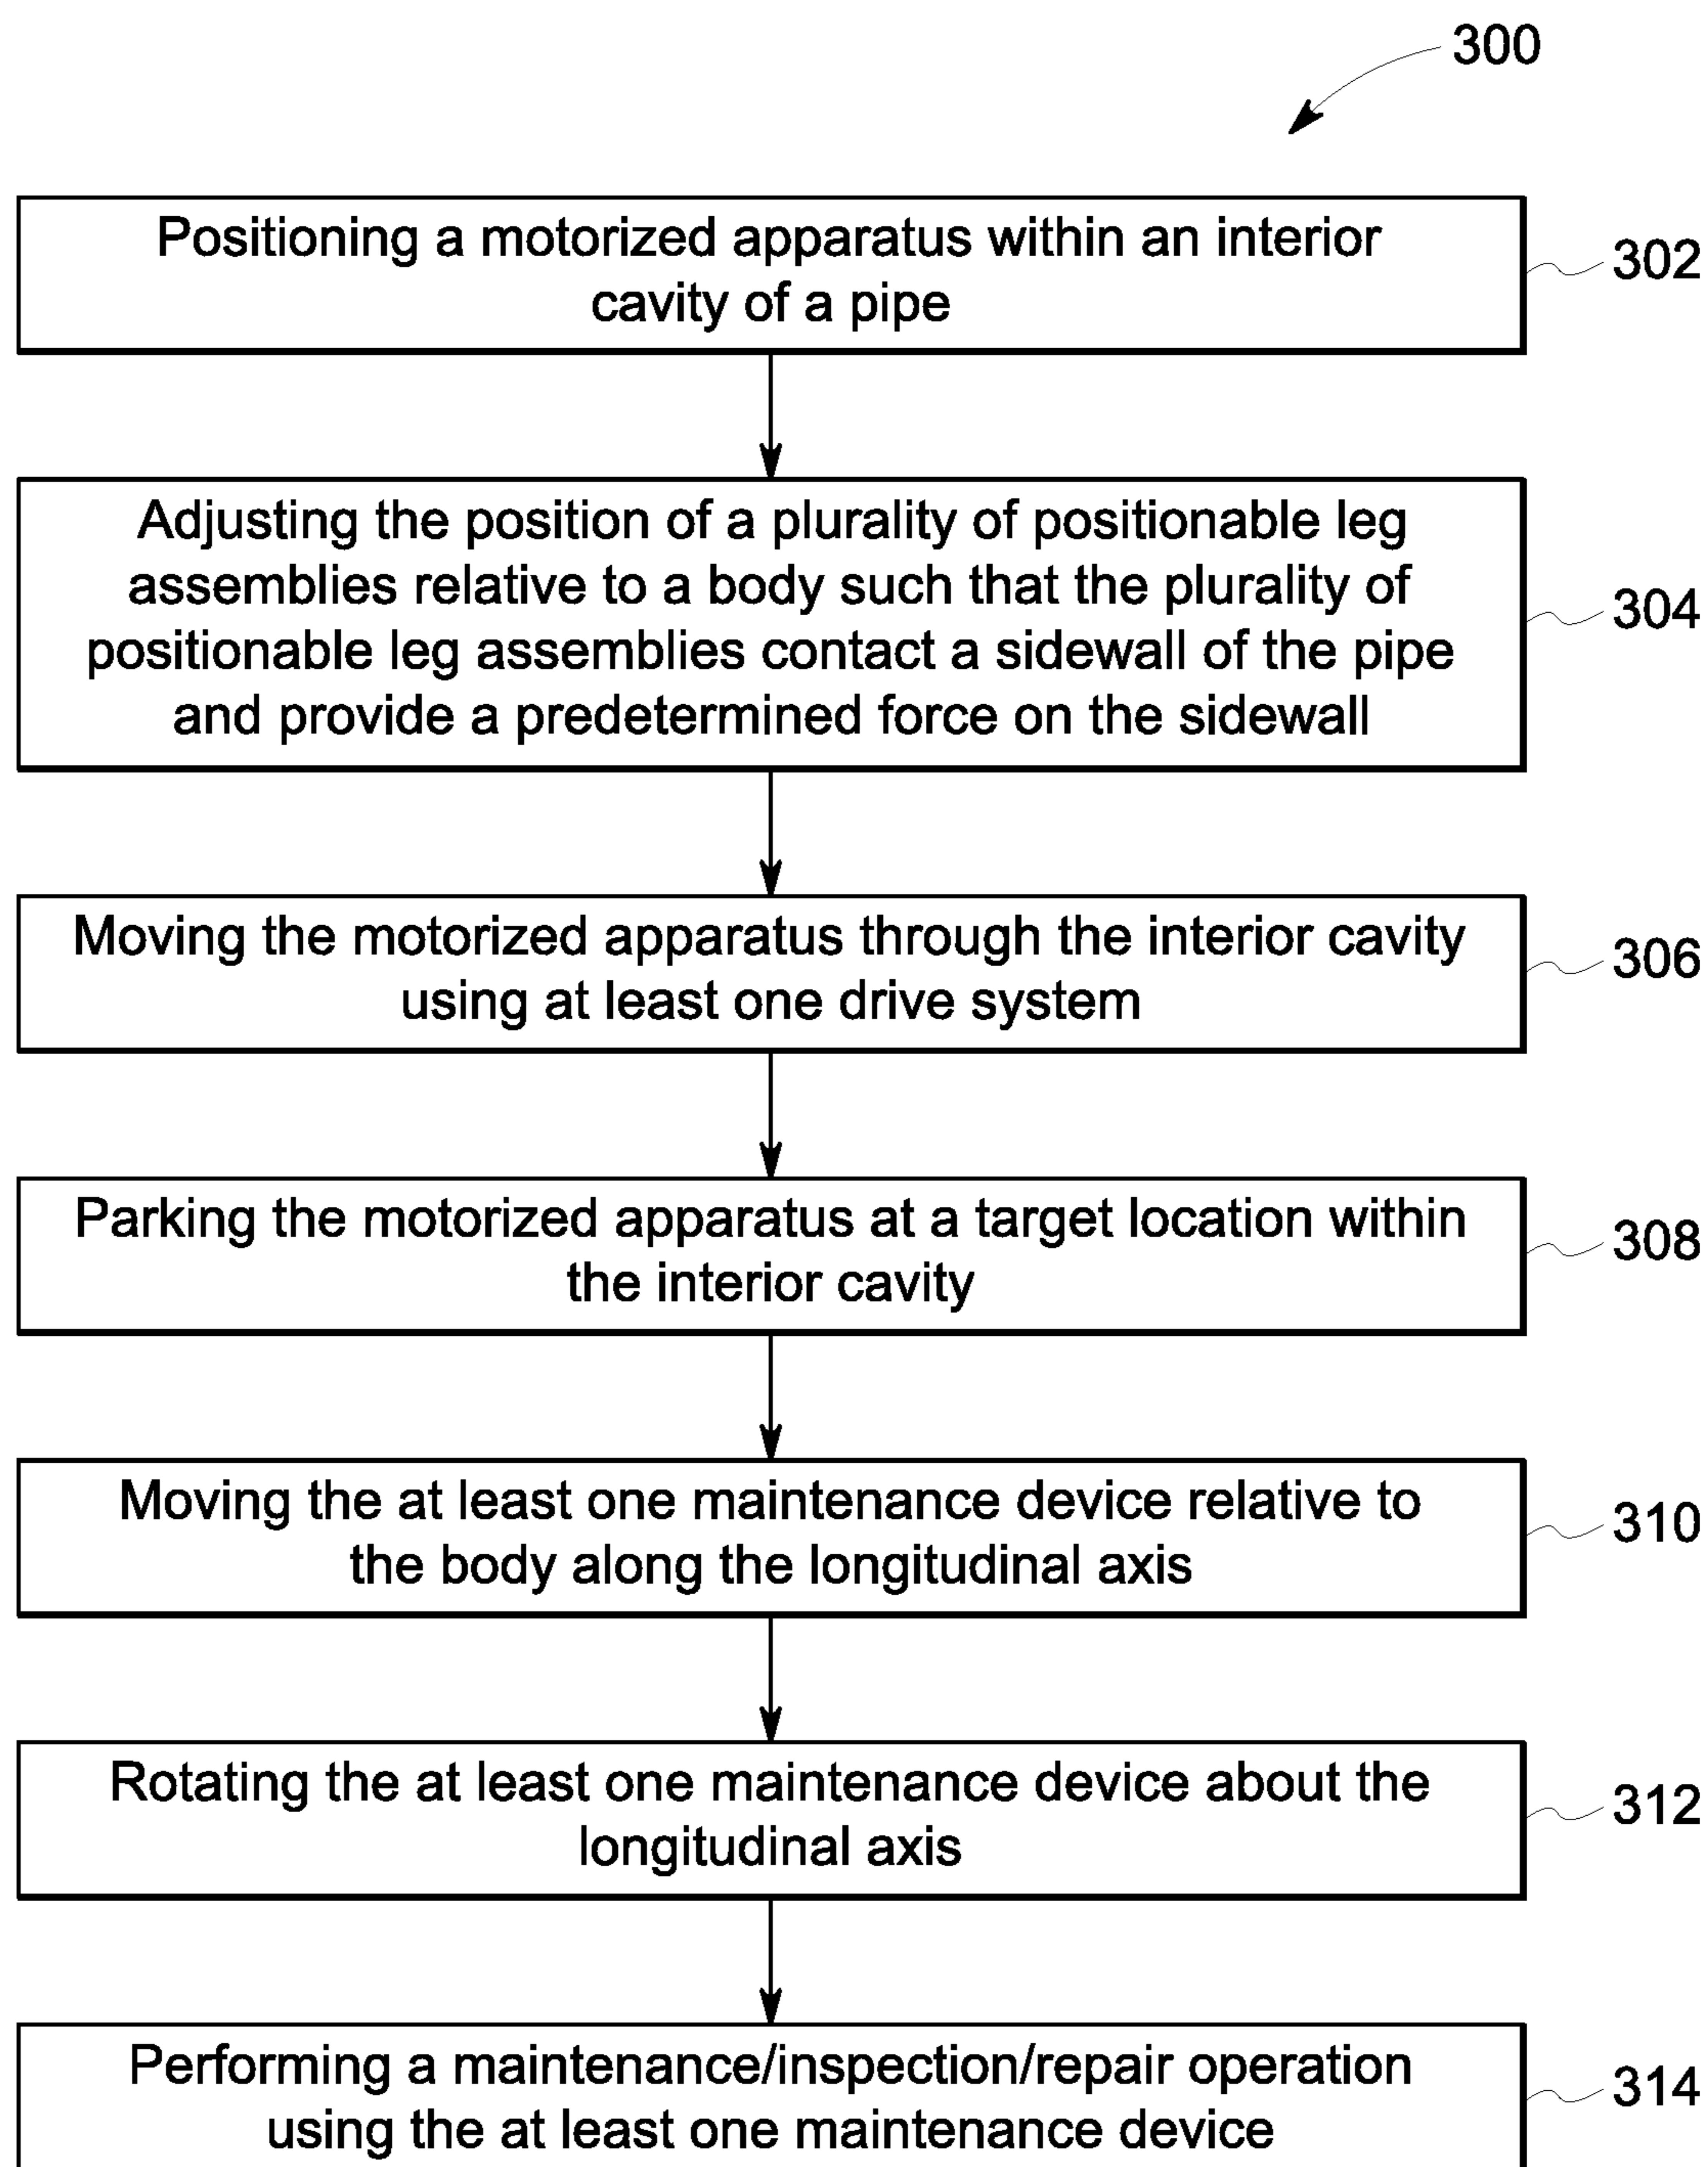 300
Positioning a motorized apparatus within an interior
cavity of a pipe
302
Adjusting the position of a plurality of positionable leg
assemblies relative to a body such that the plurality of
positionable leg assemblies contact a sidewall of the pipe
and provide a predetermined force on the sidewall
304
Moving the motorized apparatus through the interior cavity
using at least one drive system
306
Parking the motorized apparatus at a target location within
the interior cavity
308
Moving the at least one maintenance device relative to
the body along the longitudinal axis
310
Rotating the at least one maintenance device about the
longitudinal axis
312
Performing a maintenance/inspection/repair operation
using the at least one maintenance device
314